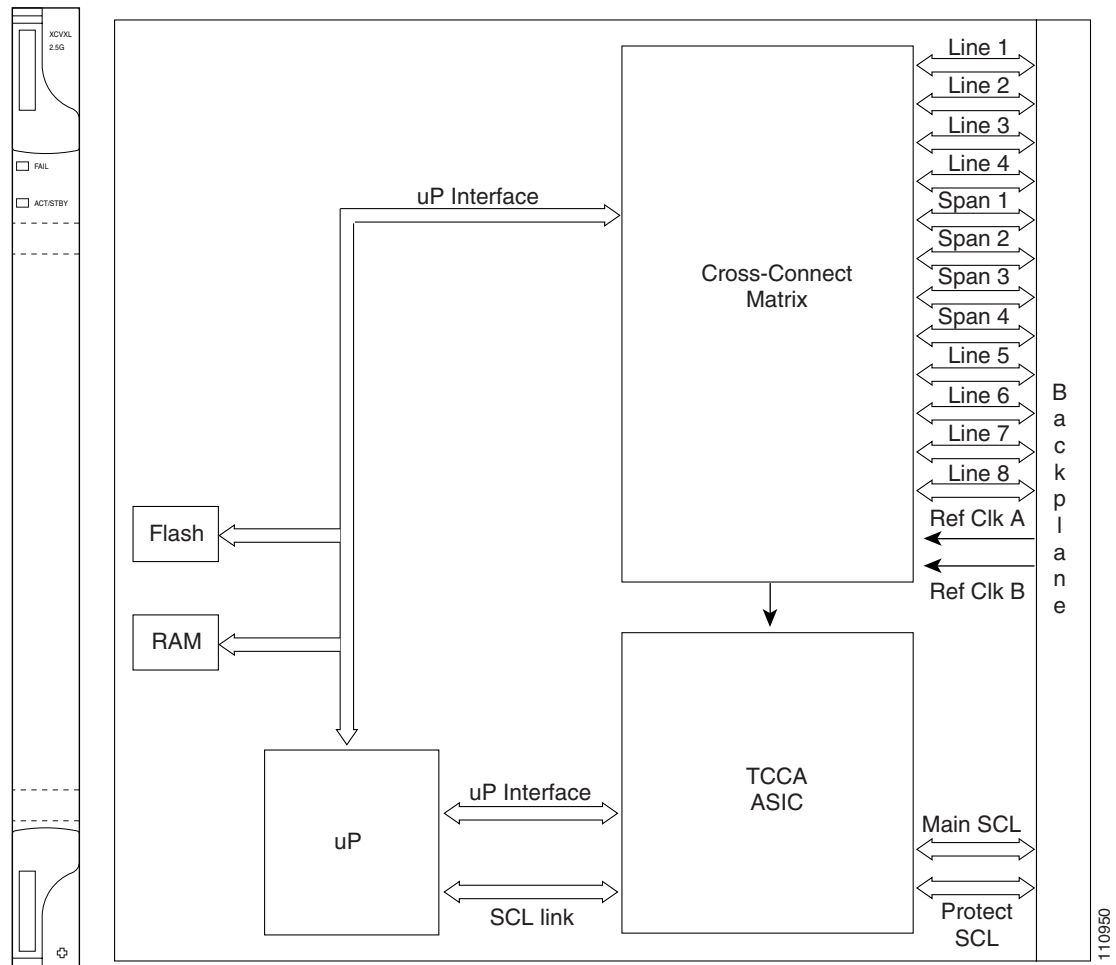 XCVXL
2.5G
FAIL
ACT/STBY
uP Interface
Cross-Connect
Matrix
Line 1
Line 2
Line 3
Line 4
Span 1
Span 2
Span 3
Span 4
Line 5
Line 6
Line 7
Line 8
Ref Clk A
Ref Clk B
Backplane
Flash
RAM
uP
uP Interface
SCL link
TCCA
ASIC
Main SCL
Protect
SCL
110950